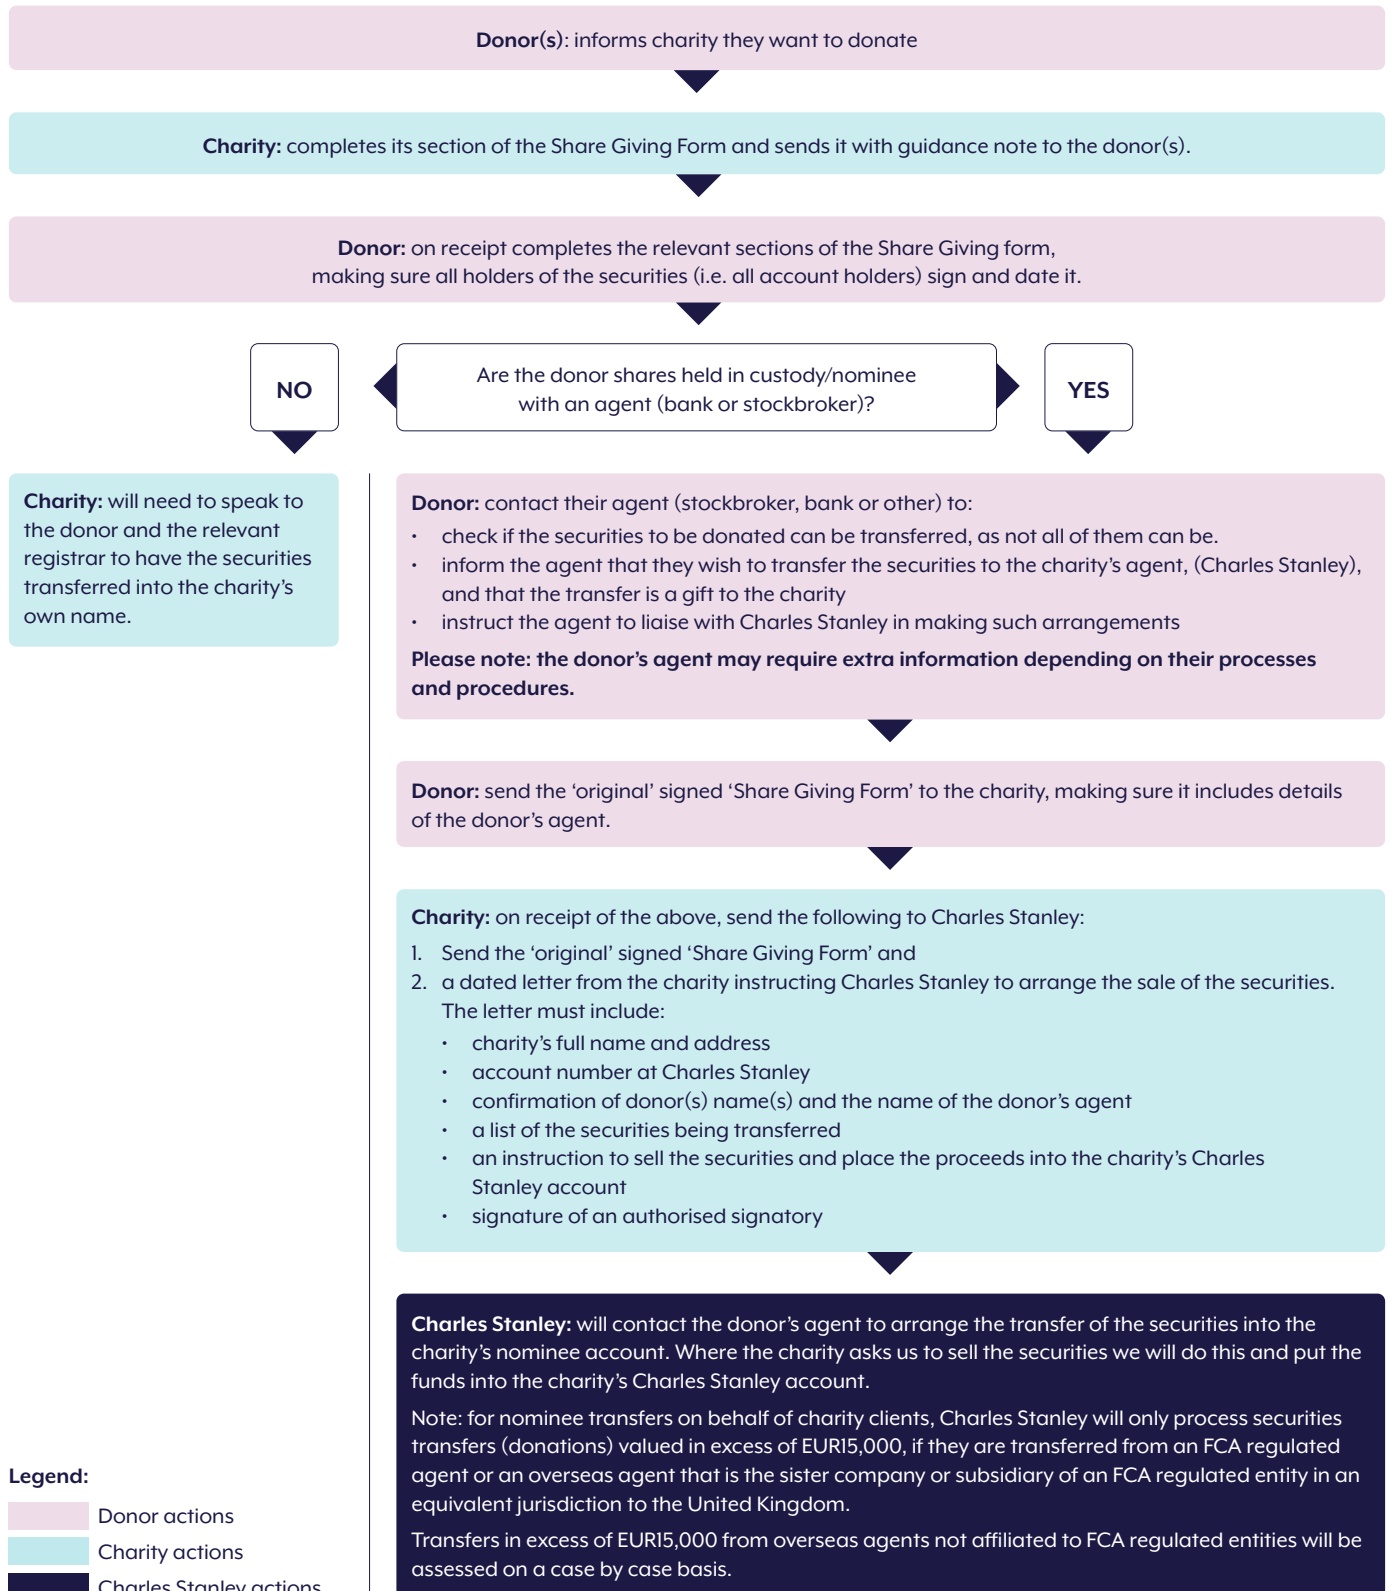 Donor(s): informs charity they want to donate
Charity: completes its section of the Share Giving Form and sends it with guidance note to the donor(s).
Donor: on receipt completes the relevant sections of the Share Giving form,
making sure all holders of the securities (i.e. all account holders) sign and date it.
NO
Are the donor shares held in custody/nominee
with an agent (bank or stockbroker)?
YES
Charity: will need to speak to
the donor and the relevant
registrar to have the securities
transferred into the charity’s
own name.
Donor: contact their agent (stockbroker, bank or other) to:
• check if the securities to be donated can be transferred, as not all of them can be.
• inform the agent that they wish to transfer the securities to the charity’s agent, (Charles Stanley),
and that the transfer is a gift to the charity
• instruct the agent to liaise with Charles Stanley in making such arrangements
Please note: the donor’s agent may require extra information depending on their processes
and procedures.
Donor: send the ‘original’ signed ‘Share Giving Form’ to the charity, making sure it includes details
of the donor’s agent.
Charity: on receipt of the above, send the following to Charles Stanley:
1. Send the ‘original’ signed ‘Share Giving Form’ and
2. a dated letter from the charity instructing Charles Stanley to arrange the sale of the securities.
The letter must include:
• charity’s full name and address
• account number at Charles Stanley
• confirmation of donor(s) name(s) and the name of the donor’s agent
• a list of the securities being transferred
• an instruction to sell the securities and place the proceeds into the charity’s Charles
Stanley account
• signature of an authorised signatory
Charles Stanley: will contact the donor’s agent to arrange the transfer of the securities into the
charity’s nominee account. Where the charity asks us to sell the securities we will do this and put the
funds into the charity’s Charles Stanley account.
Note: for nominee transfers on behalf of charity clients, Charles Stanley will only process securities
transfers (donations) valued in excess of EUR15,000, if they are transferred from an FCA regulated
agent or an overseas agent that is the sister company or subsidiary of an FCA regulated entity in an
equivalent jurisdiction to the United Kingdom.
Transfers in excess of EUR15,000 from overseas agents not affiliated to FCA regulated entities will be
assessed on a case by case basis.
Legend:
Donor actions
Charity actions
Charles Stanley actions